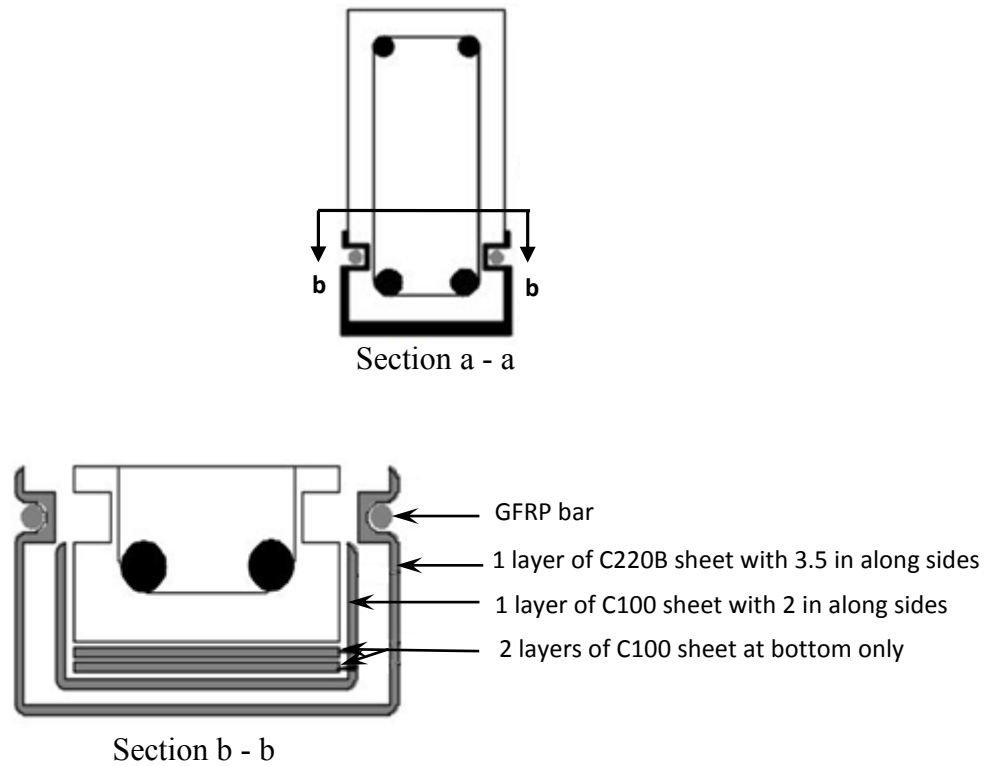 b
b
Section a - a
GFRP bar
1 layer of C220B sheet with 3.5 in along sides
1 layer of C100 sheet with 2 in along sides
2 layers of C100 sheet at bottom only
Section b - b